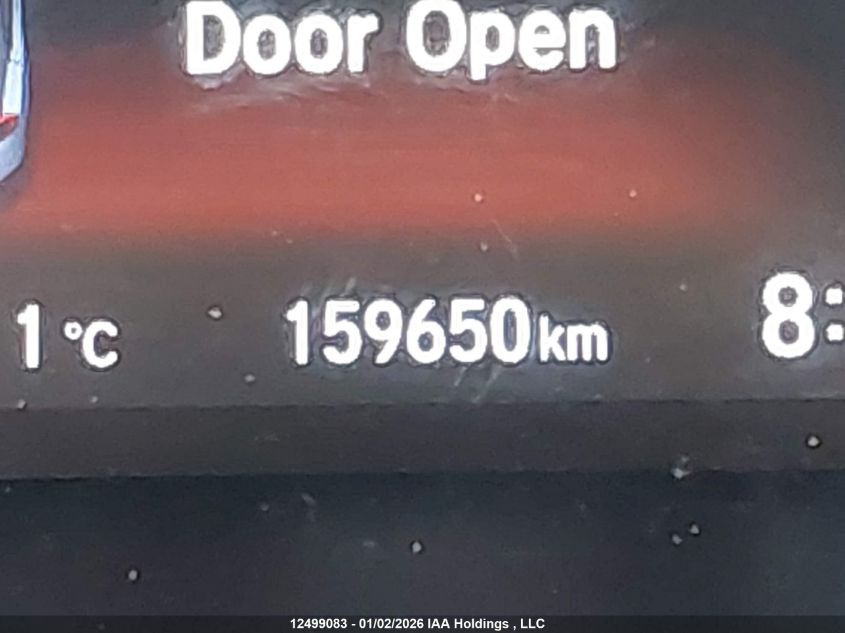 Door Open
1°C 159650km 8:
12499083 - 01/02/2026 IAA Holdings , LLC